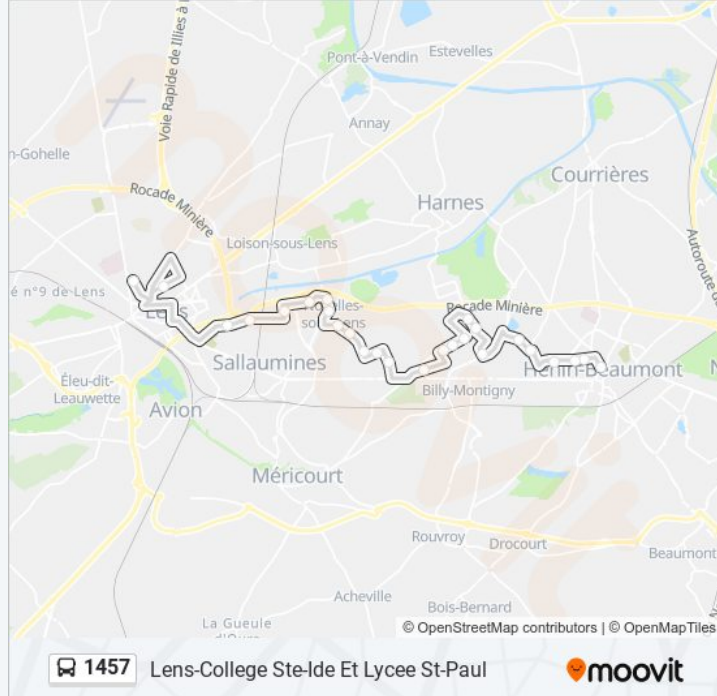 Pont-à-Vendin
Estevelles
Voie Rapide de Illies à
Annay
n-Gohelle
Courrières
Rocade Minière
Harnes
Loison-sous-Lens
Autoroute
é n°9 de Lens
Rocade Minière
Lens
Sallaumines
Hénin-Beaumont
Billy-Montigny
Éleu-dit-
Leauwette
Avion
Méricourt
Rouvroy
Drocourt
Beaumont
Acheville
Bois-Bernard
La Gueule
© OpenStreetMap contributors | © OpenMapTiles
1457 Lens-College Ste-Ide Et Lycee St-Paul
moovit